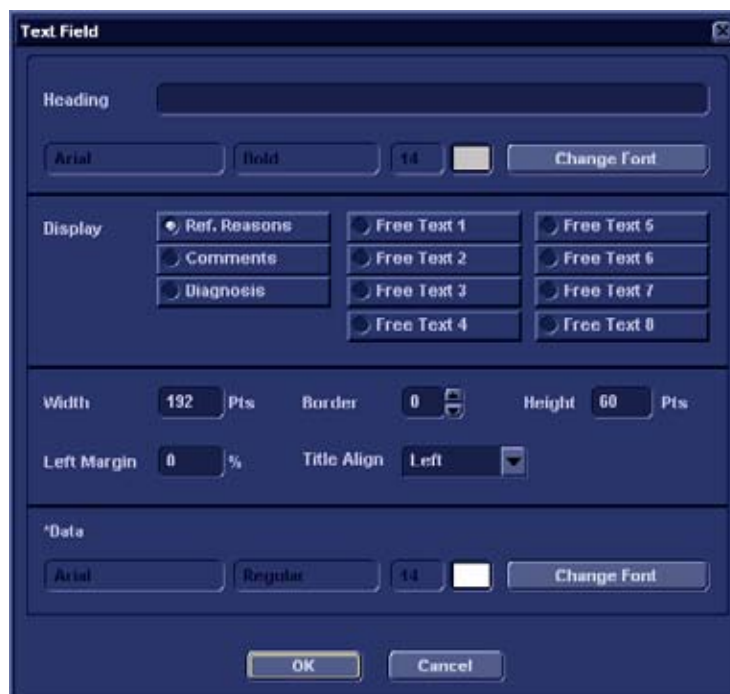 Text Field
Heading
Arial Bold 14 Change Font
Display Ref. Reasons Free Text 1 Free Text 5
Comments Free Text 2 Free Text 6
Diagnosis Free Text 3 Free Text 7
Free Text 4 Free Text 8
Width 192 Pts Border 0 Height 60 Pts
Left Margin 0 % Title Align Left
*Data
Arial Regular 14 Change Font
OK Cancel